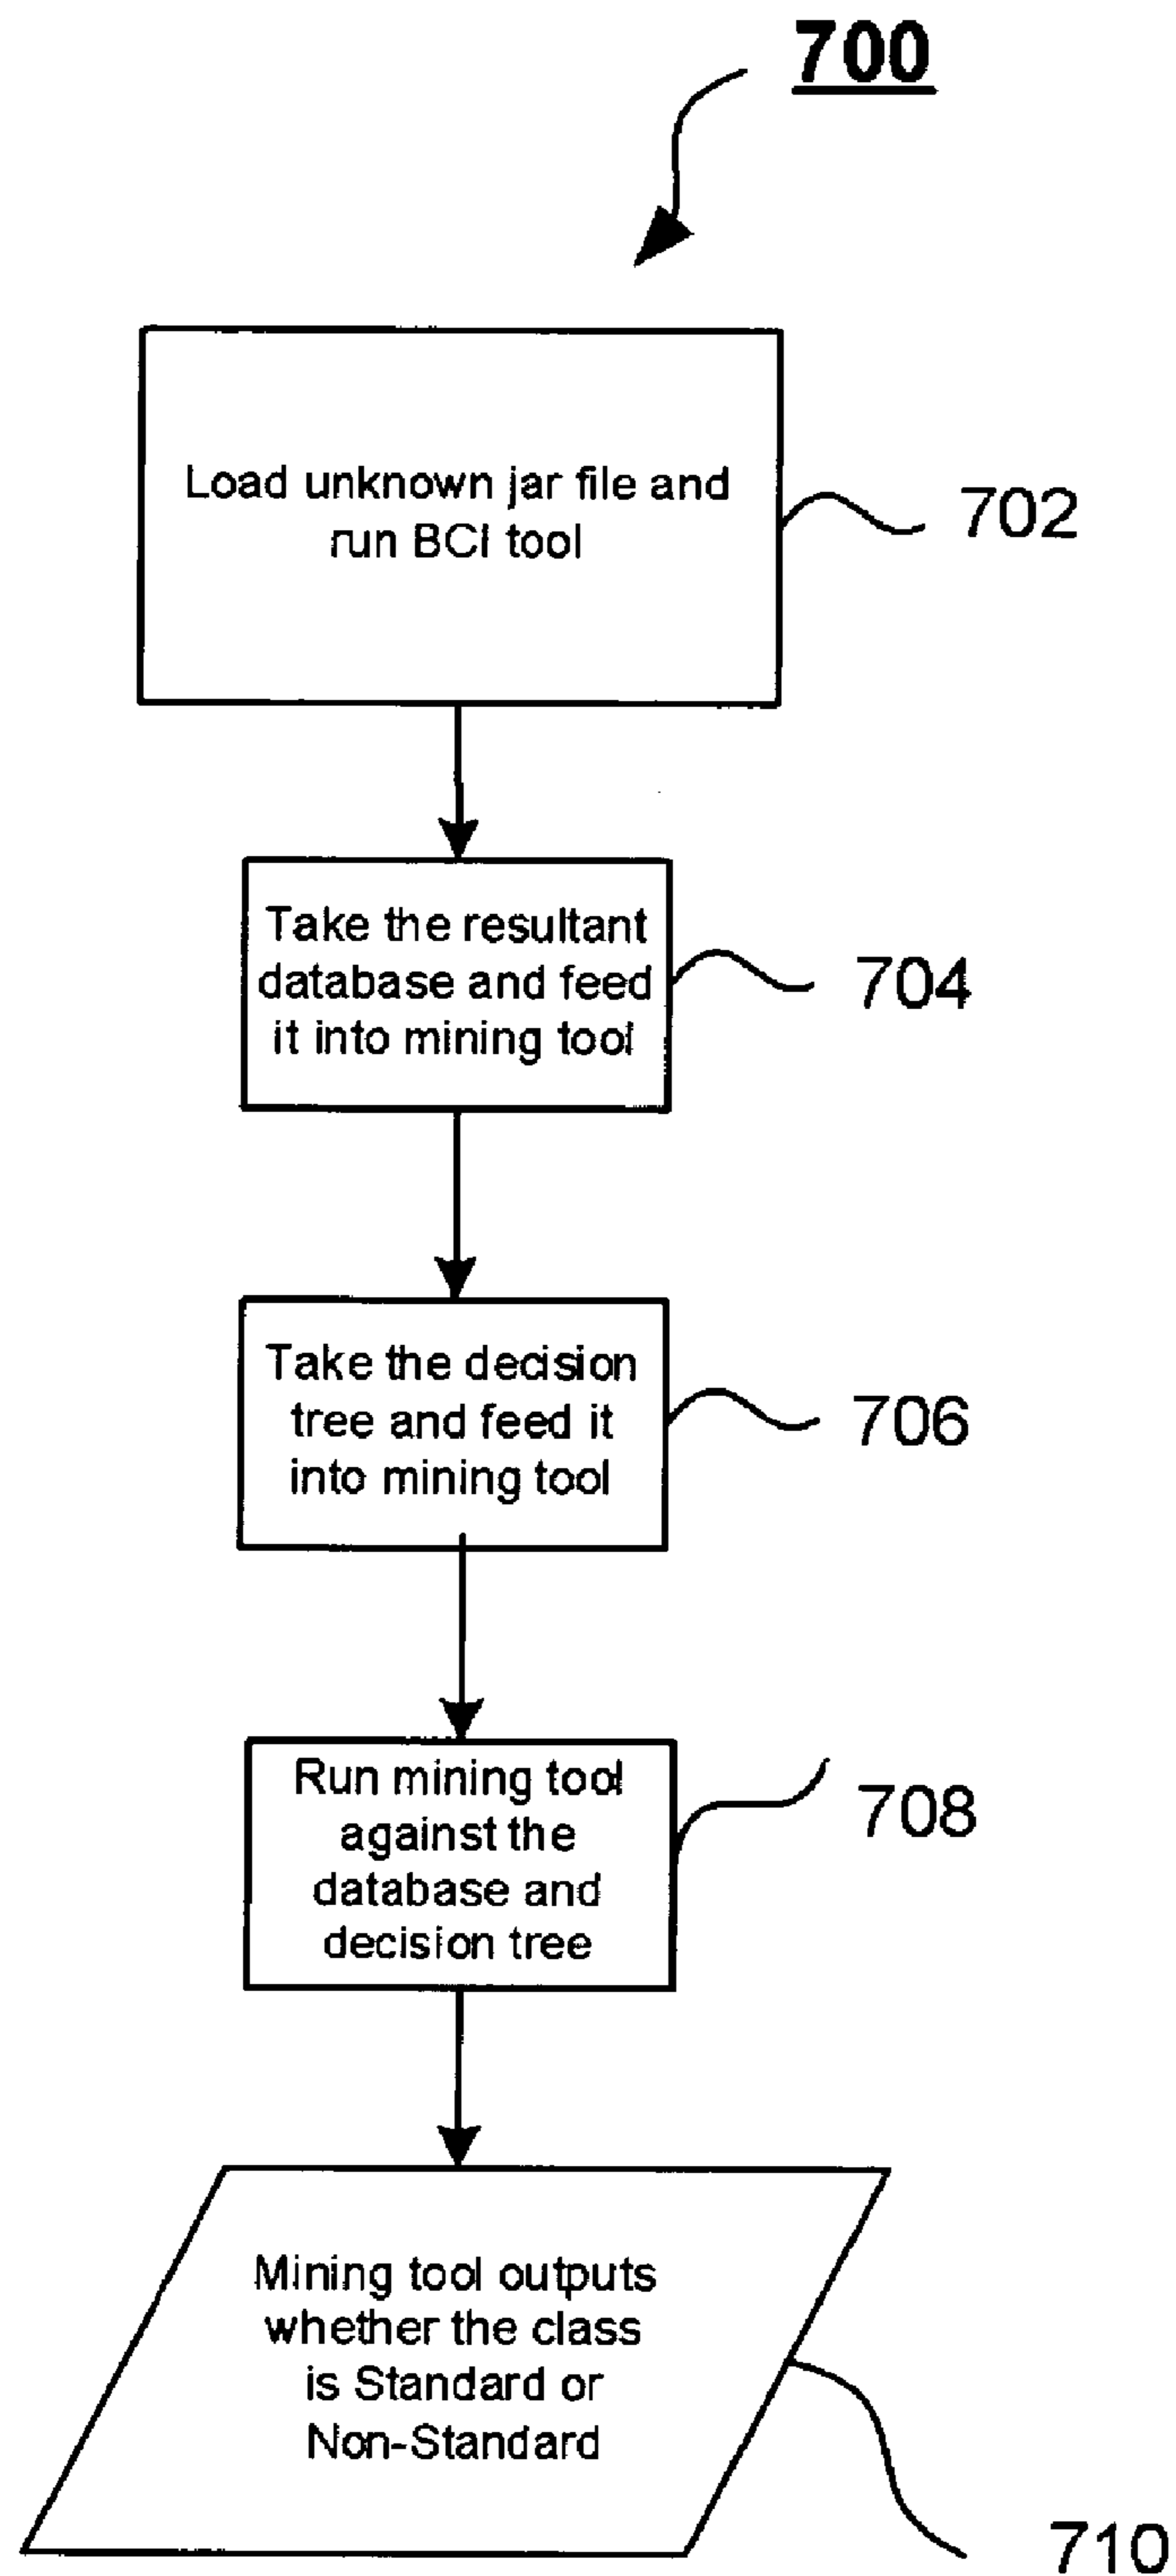 700
Load unknown jar file and
run BCI tool
702
Take the resultant
database and feed
it into mining tool
704
Take the decision
tree and feed it
into mining tool
706
Run mining tool
against the
database and
decision tree
708
Mining tool outputs
whether the class
is Standard or
Non-Standard
710